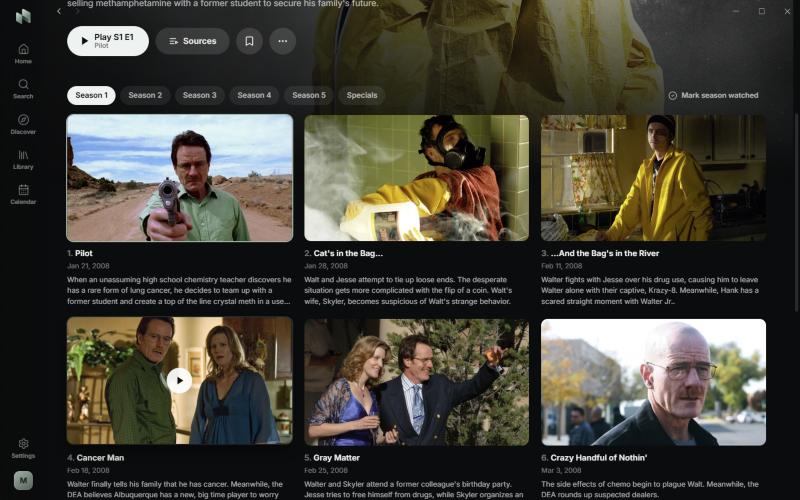 selling methamphetamine with a former student to secure his family's future.
Play S1 E1
Pilot
Sources
Home
Search
Discover
Library
Calendar
Settings
M
Season 1
Season 2
Season 3
Season 4
Season 5
Specials
Mark season watched
1. Pilot
Jan 21, 2008
When an unassuming high school chemistry teacher discovers he
has a rare form of lung cancer, he decides to team up with a
former student and create a top of the line crystal meth in a use...
2. Cat's in the Bag...
Jan 28, 2008
Walt and Jesse attempt to tie up loose ends. The desperate
situation gets more complicated with the flip of a coin. Walt's
wife, Skyler, becomes suspicious of Walt's strange behavior.
3. ...And the Bag's in the River
Feb 11, 2008
Walter fights with Jesse over his drug use, causing him to leave
Walter alone with their captive, Krazy-8. Meanwhile, Hank has a
scared straight moment with Walter Jr..
4. Cancer Man
Feb 18, 2008
Walter finally tells his family that he has cancer. Meanwhile, the
DEA believes Albuquerque has a new, big time player to worry
5. Gray Matter
Feb 25, 2008
Walter and Skyler attend a former colleague's birthday party.
Jesse tries to free himself from drugs, while Skyler organizes an
6. Crazy Handful of Nothin'
Mar 3, 2008
The side effects of chemo begin to plague Walt. Meanwhile, the
DEA rounds up suspected dealers.